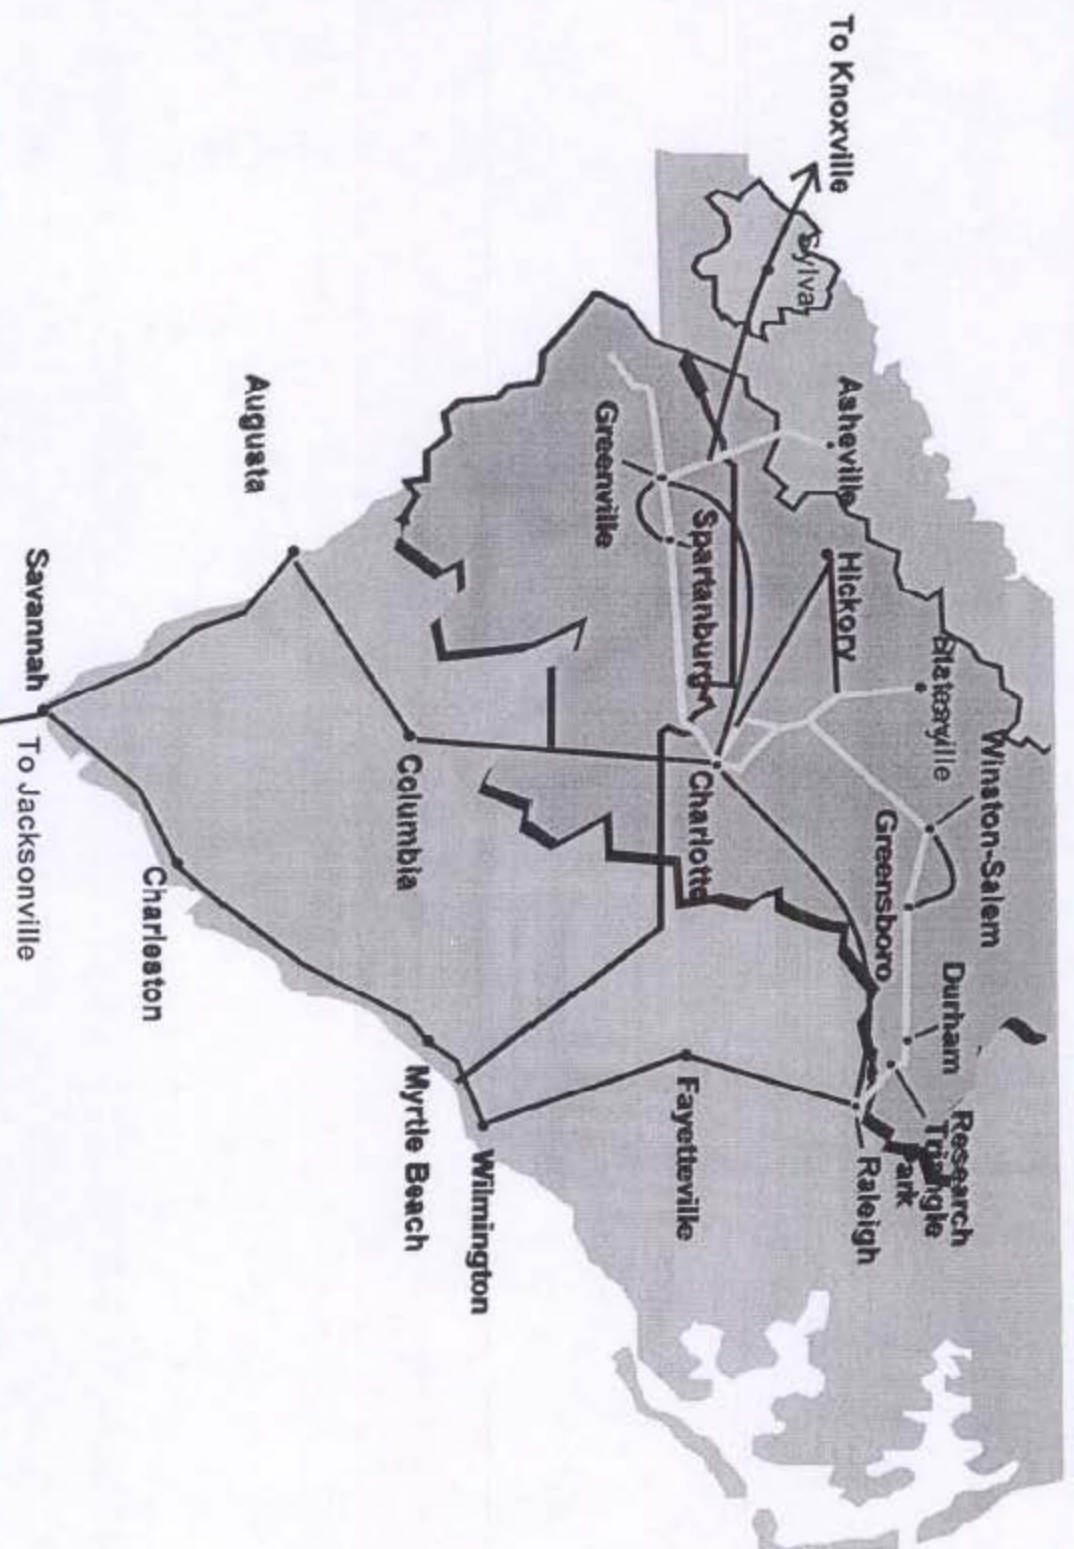 To Knoxville
Sylva
Asheville
Hickory
Statesville
Winston-Salem
Greensboro
Durham
Research
Triangle
Park
Raleigh
Greenville
Spartanburg
Charlotte
Fayetteville
Augusta
Columbia
Wilmington
Myrtle Beach
Charleston
Savannah
To Jacksonville